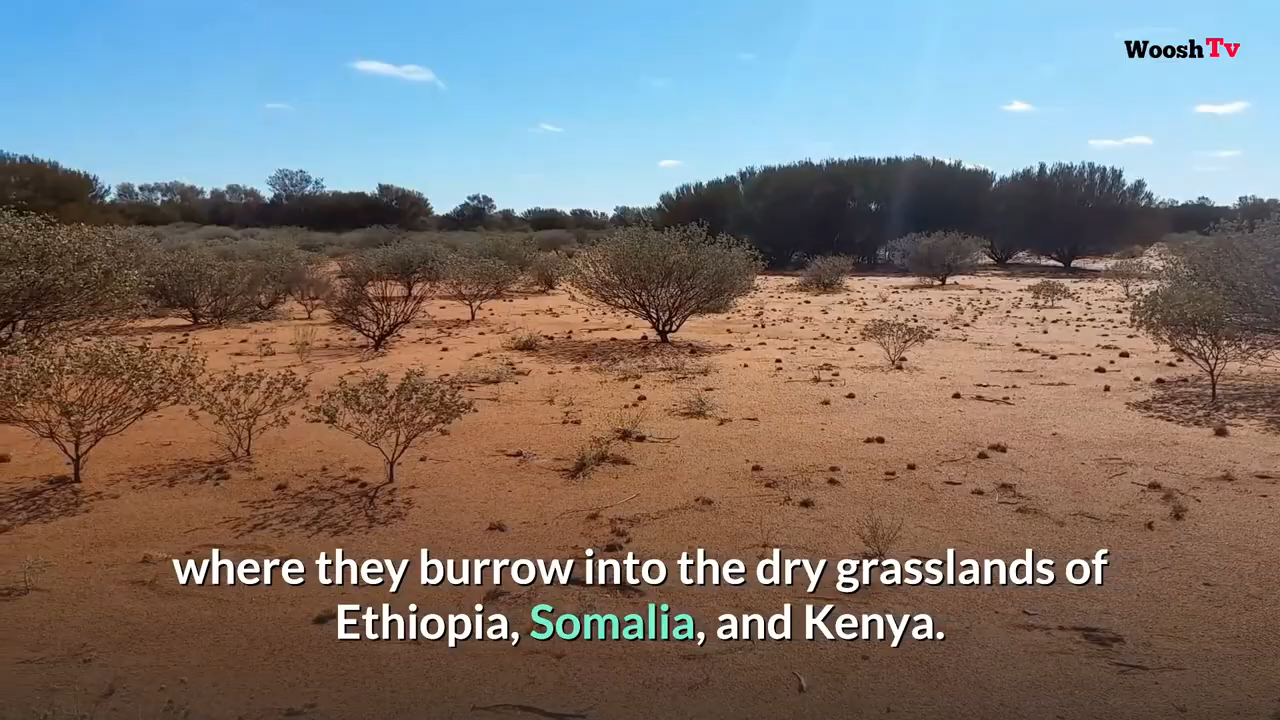 WooshTv
where they burrow into the dry grasslands of
Ethiopia, Somalia, and Kenya.